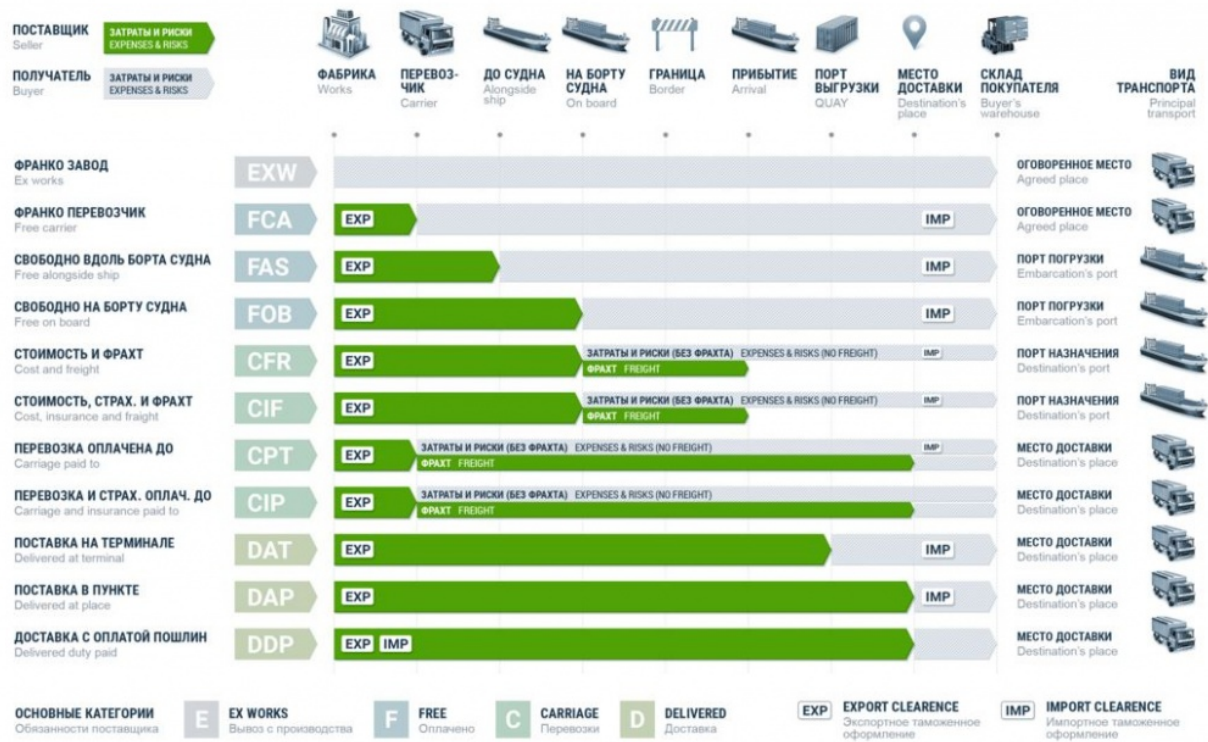 ПОСТАВЩИК
Seller
ЗАТРАТЫ И РИСКИ
EXPENSES & RISKS
ПОЛУЧАТЕЛЬ
Buyer
ЗАТРАТЫ И РИСКИ
EXPENSES & RISKS
ФАБРИКА
Works
ПЕРЕВОЗ-
ЧИК
Carrier
ДО СУДНА
Alongside
ship
НА БОРТУ
СУДНА
On board
ГРАНИЦА
Border
ПРИБЫТИЕ
Arrival
ПОРТ
ВЫГРУЗКИ
QUAY
МЕСТО
ДОСТАВКИ
Destination's
place
СКЛАД
ПОКУПАТЕЛЯ
Buyer's
warehouse
ВИД
ТРАНСПОРТА
Principal
transport
ФРАНКО ЗАВОД
Ex works
EXW
ОГОВОРЕННОЕ МЕСТО
Agreed place
ФРАНКО ПЕРЕВОЗЧИК
Free carrier
FCA
EXP
IMP
ОГОВОРЕННОЕ МЕСТО
Agreed place
СВОБОДНО ВДОЛЬ БОРТА СУДНА
Free alongside ship
FAS
EXP
IMP
ПОРТ ПОГРУЗКИ
Embarcation's port
СВОБОДНО НА БОРТУ СУДНА
Free on board
FOB
EXP
IMP
ПОРТ ПОГРУЗКИ
Embarcation's port
СТОИМОСТЬ И ФРАХТ
Cost and freight
CFR
EXP
ЗАТРАТЫ И РИСКИ (БЕЗ ФРАХТА) EXPENSES & RISKS (NO FREIGHT)
IMP
ФРАХТ FREIGHT
ПОРТ НАЗНАЧЕНИЯ
Destination's port
СТОИМОСТЬ, СТРАХ. И ФРАХТ
Cost, insurance and freight
CIF
EXP
ЗАТРАТЫ И РИСКИ (БЕЗ ФРАХТА) EXPENSES & RISKS (NO FREIGHT)
IMP
ФРАХТ FREIGHT
ПОРТ НАЗНАЧЕНИЯ
Destination's port
ПЕРЕВОЗКА ОПЛАЧЕНА ДО
Carriage paid to
CPT
EXP
ЗАТРАТЫ И РИСКИ (БЕЗ ФРАХТА) EXPENSES & RISKS (NO FREIGHT)
IMP
ФРАХТ FREIGHT
МЕСТО ДОСТАВКИ
Destination's place
ПЕРЕВОЗКА И СТРАХ. ОПЛАЧ. ДО
Carriage and insurance paid to
CIP
EXP
ЗАТРАТЫ И РИСКИ (БЕЗ ФРАХТА) EXPENSES & RISKS (NO FREIGHT)
ФРАХТ FREIGHT
МЕСТО ДОСТАВКИ
Destination's place
ПОСТАВКА НА ТЕРМИНАЛЕ
Delivered at terminal
DAT
EXP
IMP
МЕСТО ДОСТАВКИ
Destination's place
ПОСТАВКА В ПУНКТЕ
Delivered at place
DAP
EXP
IMP
МЕСТО ДОСТАВКИ
Destination's place
ДОСТАВКА С ОПЛАТОЙ ПОШЛИН
Delivered duty paid
DDP
EXP IMP
МЕСТО ДОСТАВКИ
Destination's place
ОСНОВНЫЕ КАТЕГОРИИ
Обязанности поставщика
E
EX WORKS
Вывоз с производства
F
FREE
Оплачено
C
CARRIAGE
Перевозки
D
DELIVERED
Доставка
EXP
EXPORT CLEARENCE
Экспортное таможенное
оформление
IMP
IMPORT CLEARENCE
Импортное таможенное
оформление